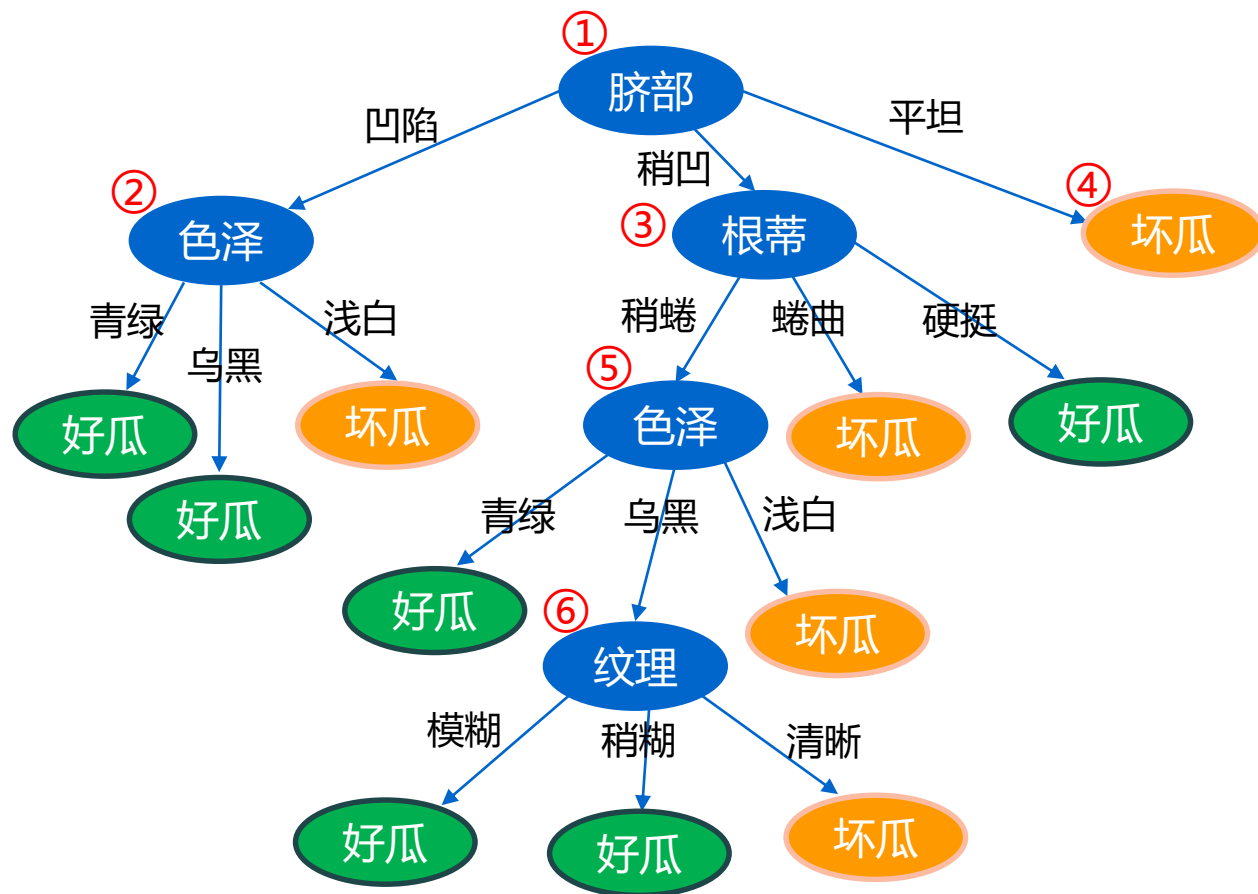 ①
脐部
凹陷
稍凹
平坦
②
色泽
③
根蒂
④
坏瓜
青绿
乌黑
浅白
稍蜷
蜷曲
硬挺
好瓜
好瓜
坏瓜
⑤
色泽
坏瓜
好瓜
青绿
乌黑
浅白
好瓜
⑥
纹理
坏瓜
模糊
稍糊
清晰
好瓜
好瓜
坏瓜